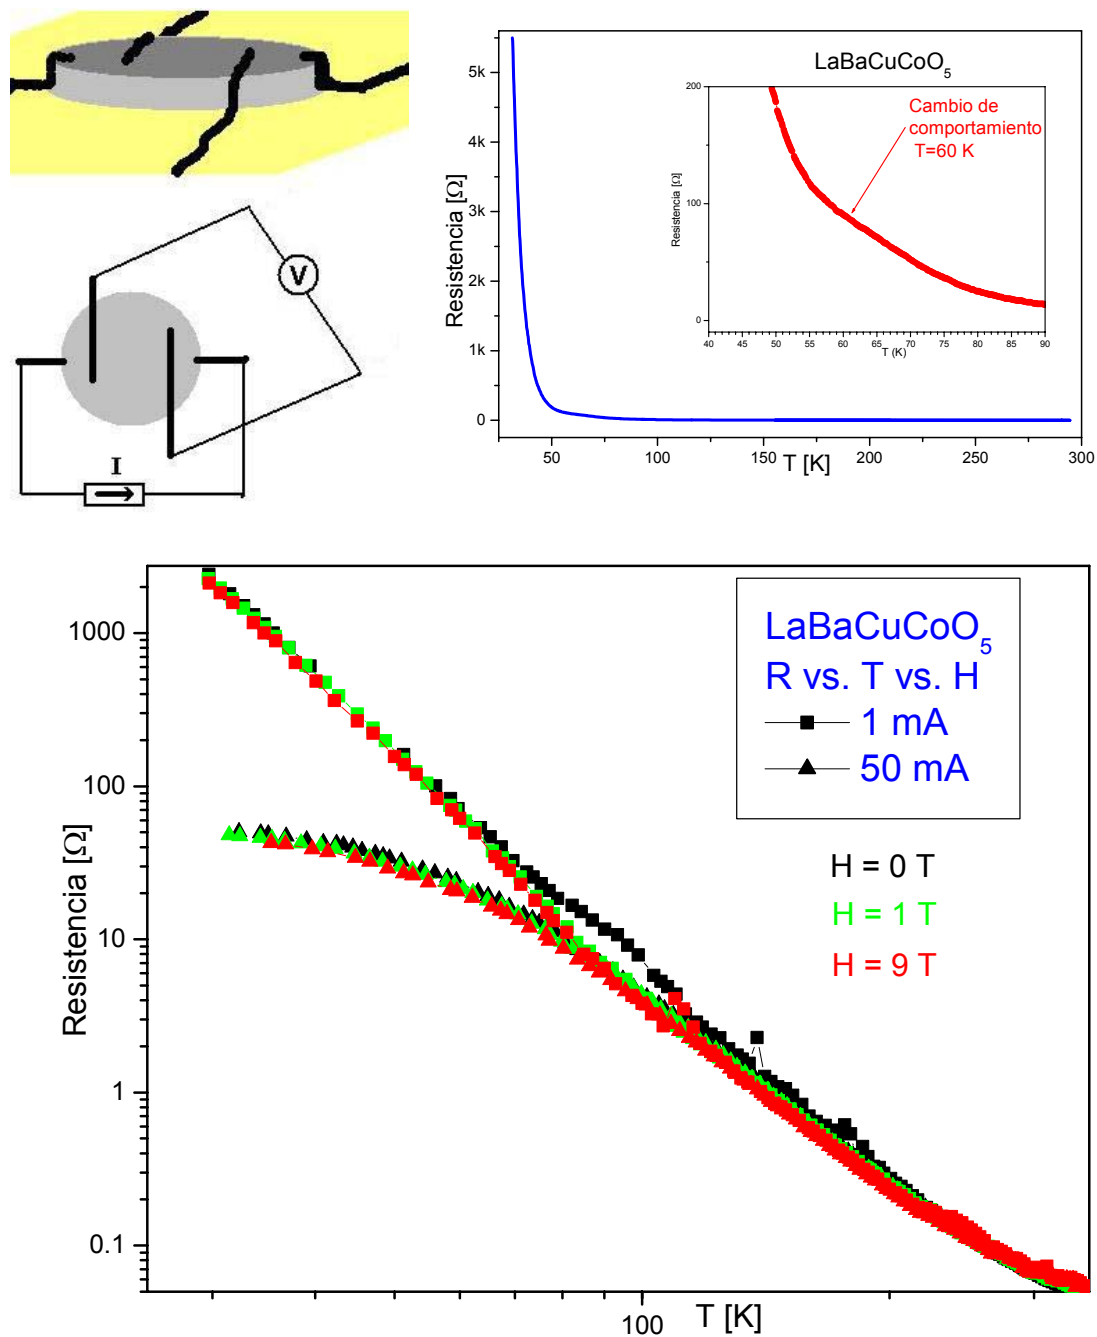 V
I
LaBaCuCoO₅
Cambio de
comportamiento
T=60 K
Resistencia [Ω]
200
100
0
40 45 50 55 60 65 70 75 80 85 90
T (K)
Resistencia [Ω]
5k
4k
3k
2k
1k
0
50 100 150 200 250 300
T [K]
LaBaCuCoO₅
R vs. T vs. H
1 mA
50 mA
H = 0 T
H = 1 T
H = 9 T
Resistencia [Ω]
1000
100
10
1
0.1
100
T [K]